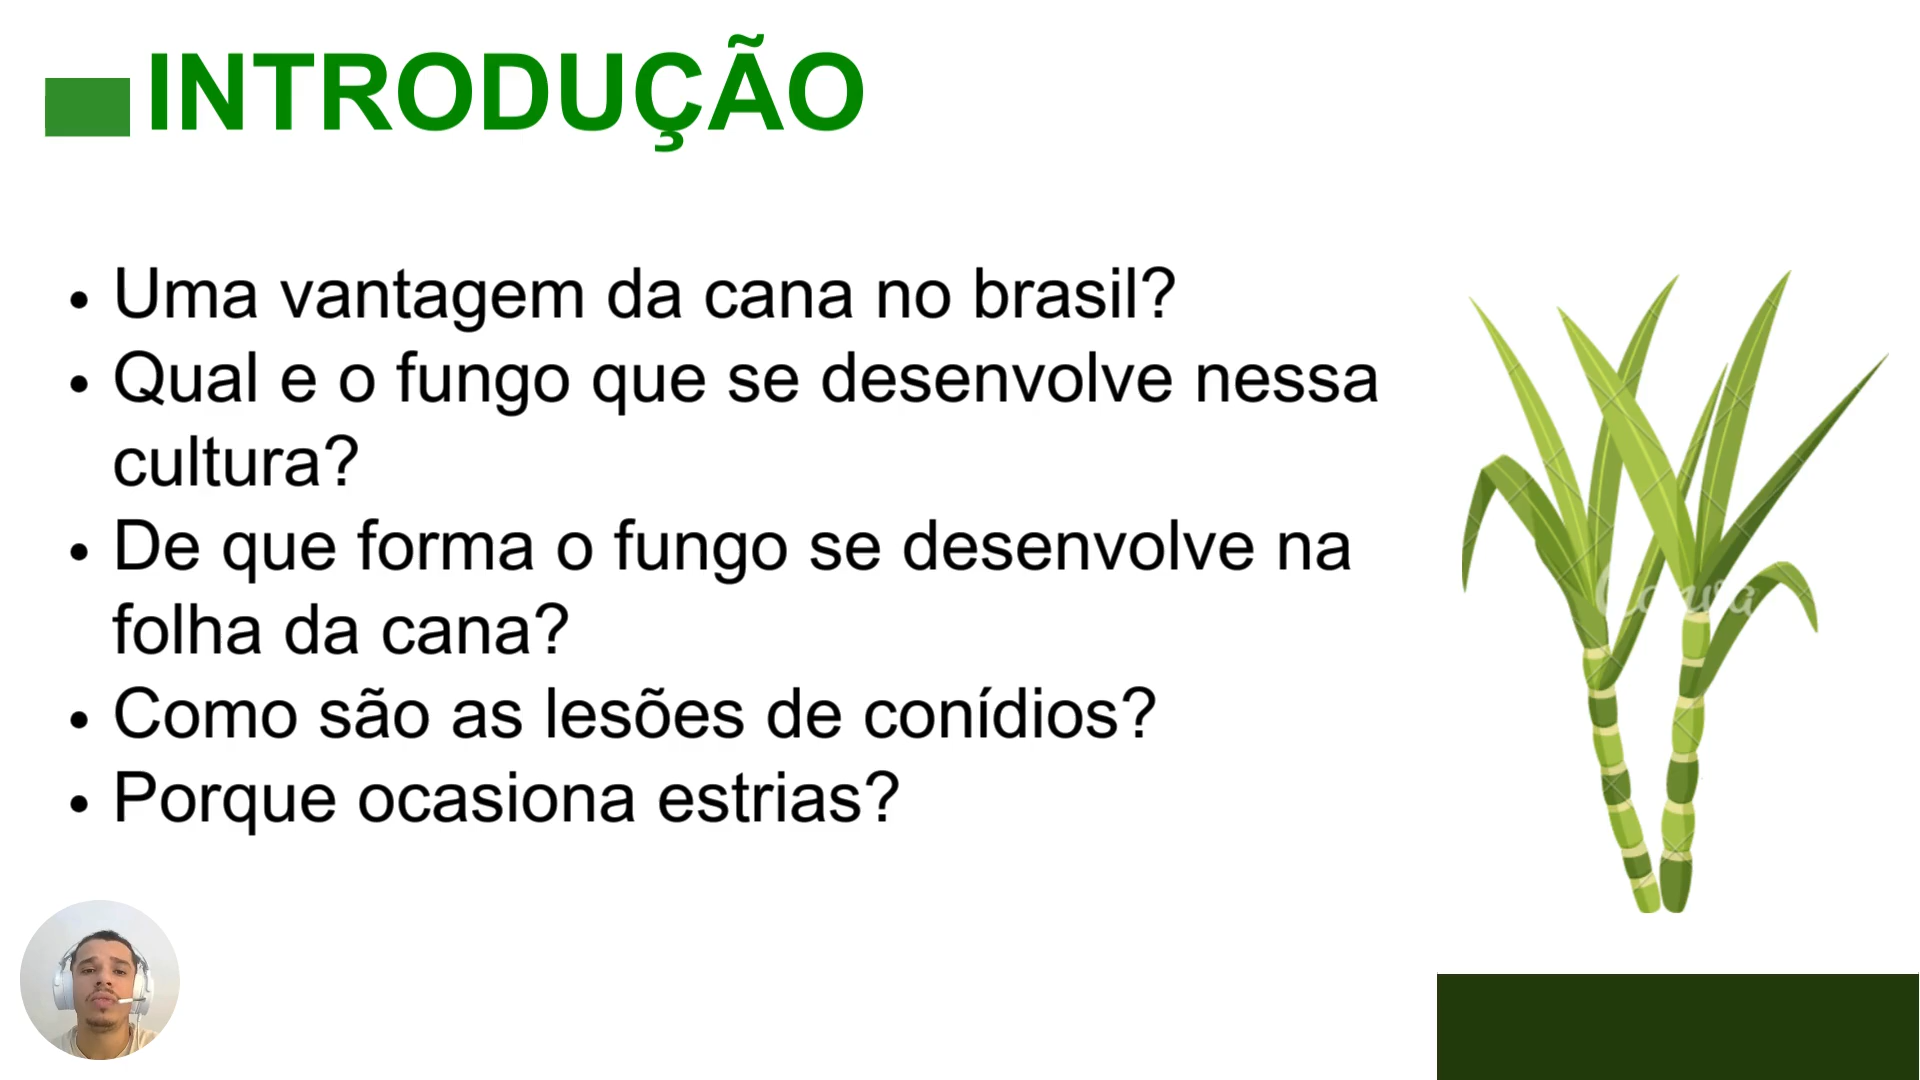 INTRODUÇÃO
• Uma vantagem da cana no brasil?
• Qual e o fungo que se desenvolve nessa
cultura?
• De que forma o fungo se desenvolve na
folha da cana?
• Como são as lesões de conídios?
• Porque ocasiona estrias?
Canva